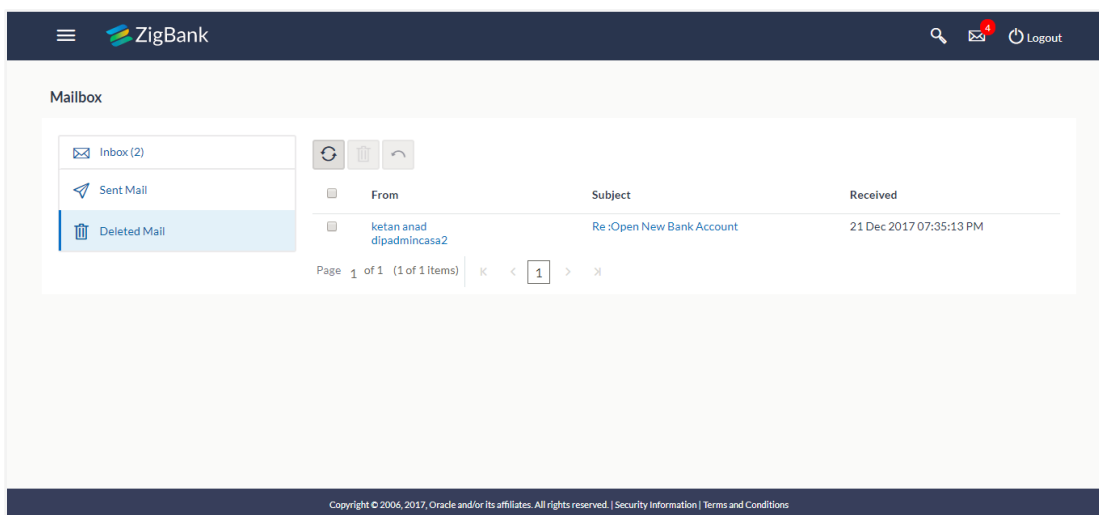 ZigBank
4
Logout
Mailbox
Inbox (2)
Sent Mail
Deleted Mail
From Subject Received
ketan anad Re :Open New Bank Account 21 Dec 2017 07:35:13 PM
dipadmincasa2
Page 1 of 1 (1 of 1 items) K < 1 > X
Copyright © 2006, 2017, Oracle and/or its affiliates. All rights reserved. | Security Information | Terms and Conditions